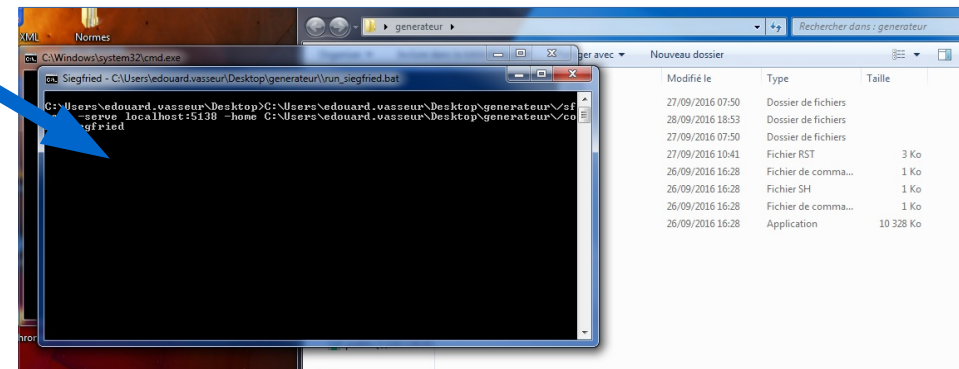 XML
Normes
generateur
Rechercher dans : generateur
C:\Windows\system32\cmd.exe
ger avec
Nouveau dossier
Siegfried - C:\Users\edouard.vasseur\Desktop\generateur\\run_siegfried.bat
C:\Users\edouard.vasseur\Desktop>C:\Users\edouard.vasseur\Desktop\generateur\\/sf
-serve localhost:5138 -home C:\Users\edouard.vasseur\Desktop\generateur\\/co
gfried
Modifié le Type Taille
27/09/2016 07:50 Dossier de fichiers
28/09/2016 18:53 Dossier de fichiers
27/09/2016 07:50 Dossier de fichiers
27/09/2016 10:41 Fichier RST 3 Ko
26/09/2016 16:28 Fichier de comma... 1 Ko
26/09/2016 16:28 Fichier SH 1 Ko
26/09/2016 16:28 Fichier de comma... 1 Ko
26/09/2016 16:28 Application 10 328 Ko
hror